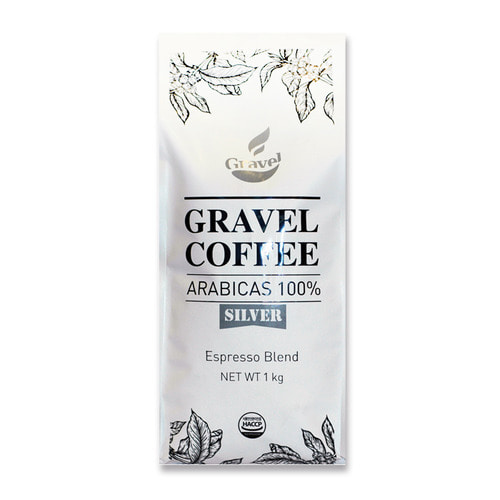 Gravel
GRAVEL
COFFEE
ARABICAS 100%
SILVER
Espresso Blend
NET WT 1 kg
HACCP